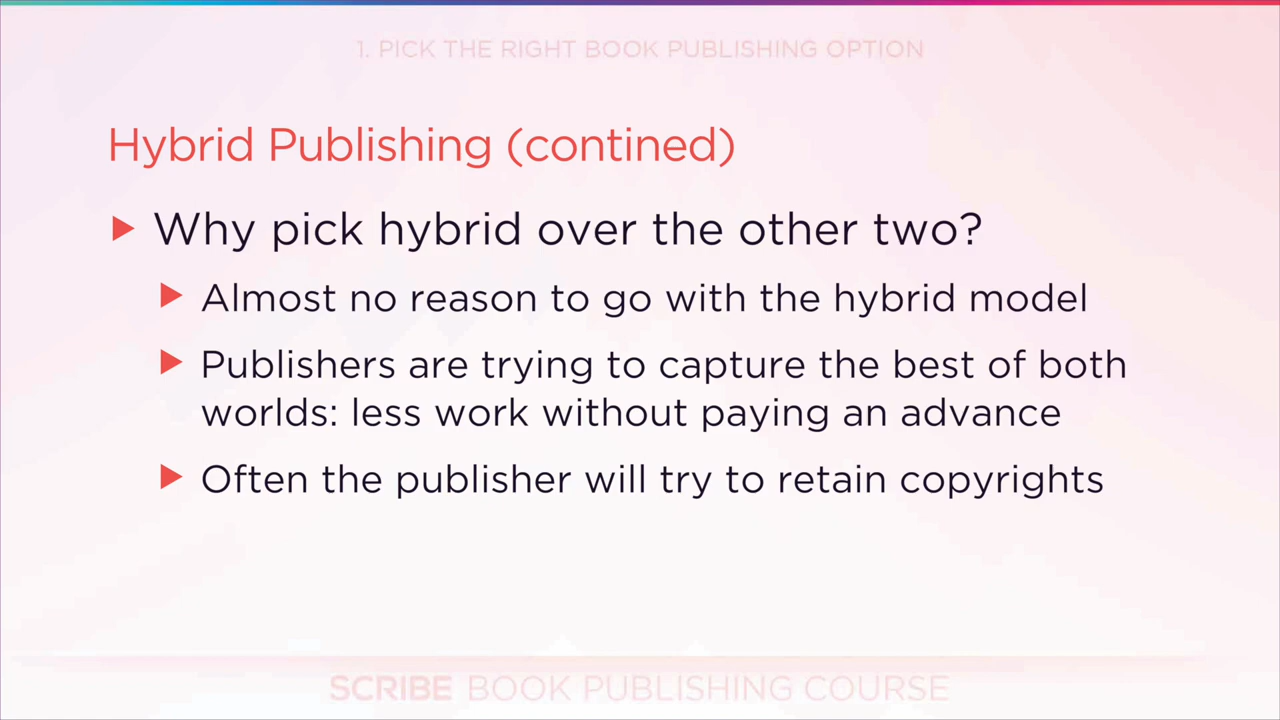 1. PICK THE RIGHT BOOK PUBLISHING OPTION
Hybrid Publishing (contined)
Why pick hybrid over the other two?
Almost no reason to go with the hybrid model
Publishers are trying to capture the best of both
worlds: less work without paying an advance
Often the publisher will try to retain copyrights
SCRIBE BOOK PUBLISHING COURSE